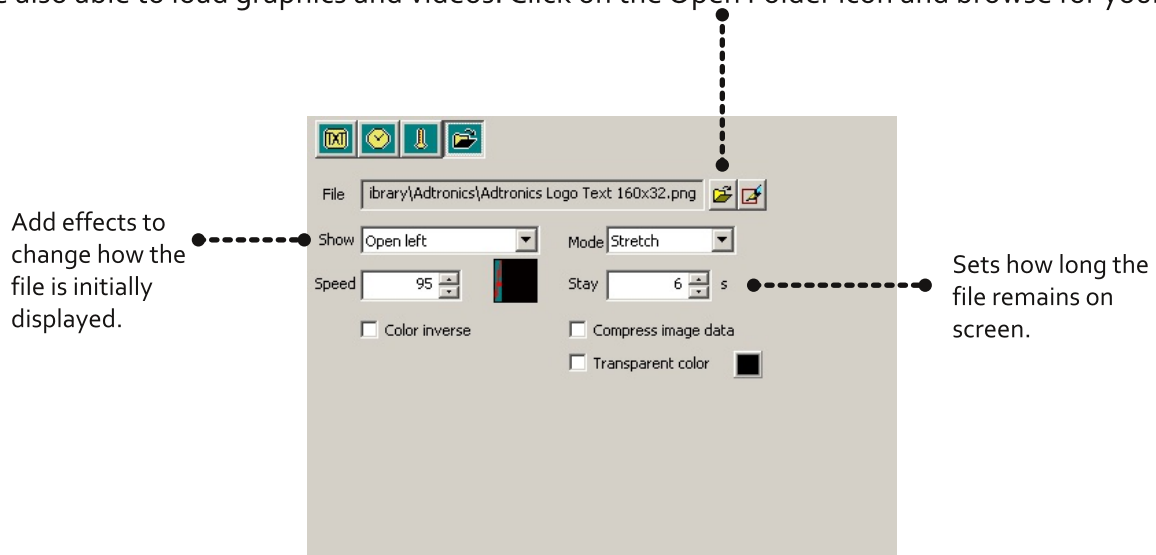 also able to load graphics and videos. Click on the Open Folder icon and browse for your
TXT
File ibrary\Adtronics\Adtronics Logo Text 160x32.png
Add effects to
change how the
file is initially
displayed.
Show Open left Mode Stretch
Speed 95 Stay 6 s
Sets how long the
file remains on
screen.
Color inverse Compress image data
Transparent color